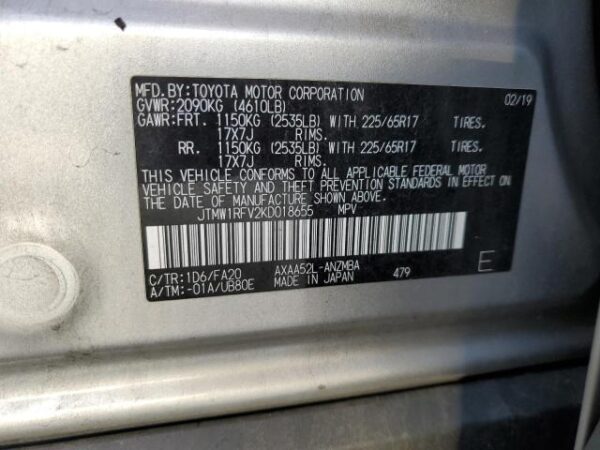 MFD.BY:TOYOTA MOTOR CORPORATION 02/19
GVWR:2090KG (4610LB)
GAWR:FRT. 1150KG (2535LB) WITH 225/65R17 TIRES.
17X7J RIMS.
RR. 1150KG (2535LB) WITH 225/65R17 TIRES.
17X7J RIMS.
THIS VEHICLE CONFORMS TO ALL APPLICABLE FEDERAL MOTOR
VEHICLE SAFETY AND THEFT PREVENTION STANDARDS IN EFFECT ON
THE DATE OF MANUFACTURE SHOWN ABOVE.
JTMW1RFV2KD018655 MPV
C/TR:1D6/FA20 AXAA52L-ANZMBA
A/TM:-01A/UB80E MADE IN JAPAN 479 E